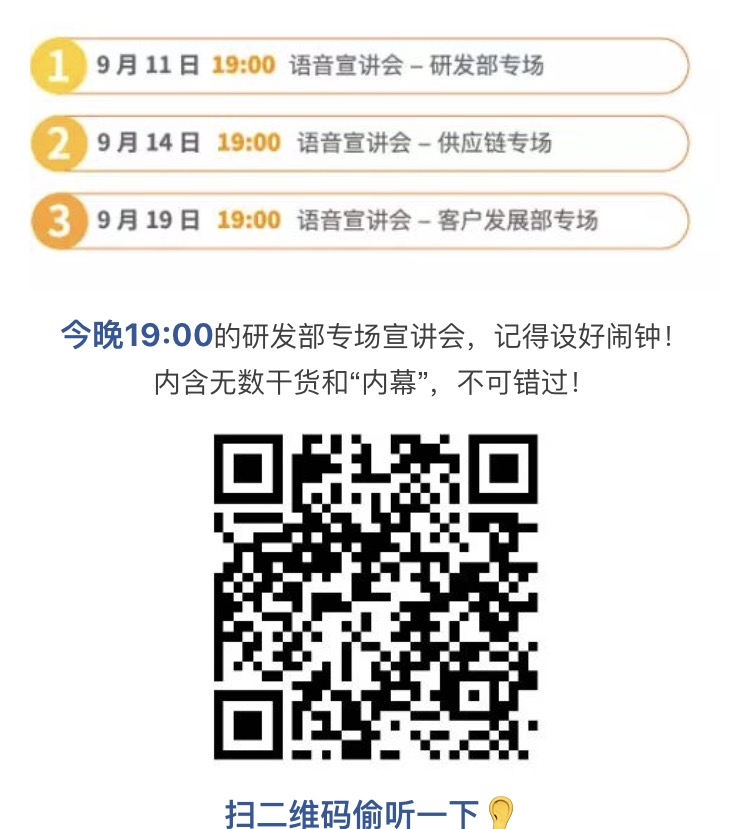 1 9月11日 19:00 语音宣讲会 – 研发部专场
2 9月14日 19:00 语音宣讲会 – 供应链专场
3 9月19日 19:00 语音宣讲会 – 客户发展部专场
今晚19:00的研发部专场宣讲会，记得设好闹钟！
内含无数干货和“内幕”，不可错过！
扫二维码偷听一下👂